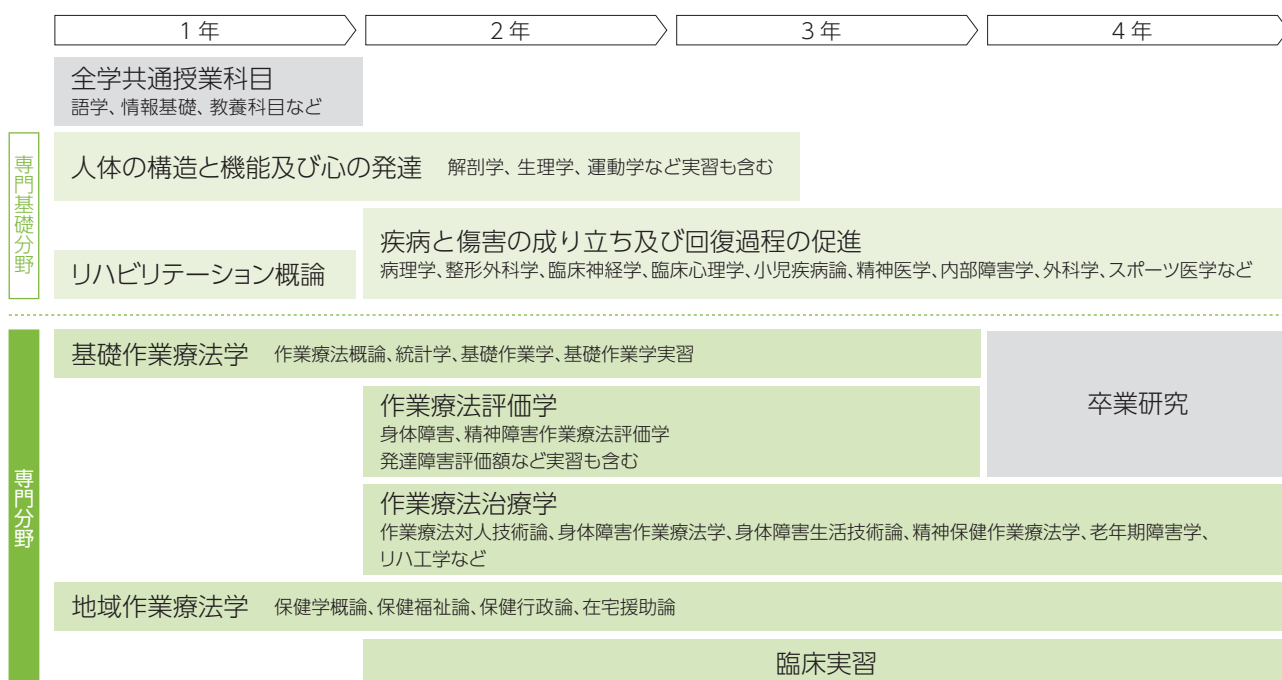 1年
2年
3年
4年
全学共通授業科目
語学、情報基礎、教養科目など
専門基礎分野
人体の構造と機能及び心の発達 解剖学、生理学、運動学など実習も含む
リハビリテーション概論
疾病と傷害の成り立ち及び回復過程の促進
病理学、整形外科学、臨床神経学、臨床心理学、小児疾病論、精神医学、内部障害学、外科学、スポーツ医学など
専門分野
基礎作業療法学 作業療法概論、統計学、基礎作業学、基礎作業学実習
作業療法評価学
身体障害、精神障害作業療法評価学
発達障害評価額など実習も含む
卒業研究
作業療法治療学
作業療法対人技術論、身体障害作業療法学、身体障害生活技術論、精神保健作業療法学、老年期障害学、
リハ工学など
地域作業療法学 保健学概論、保健福祉論、保健行政論、在宅援助論
臨床実習